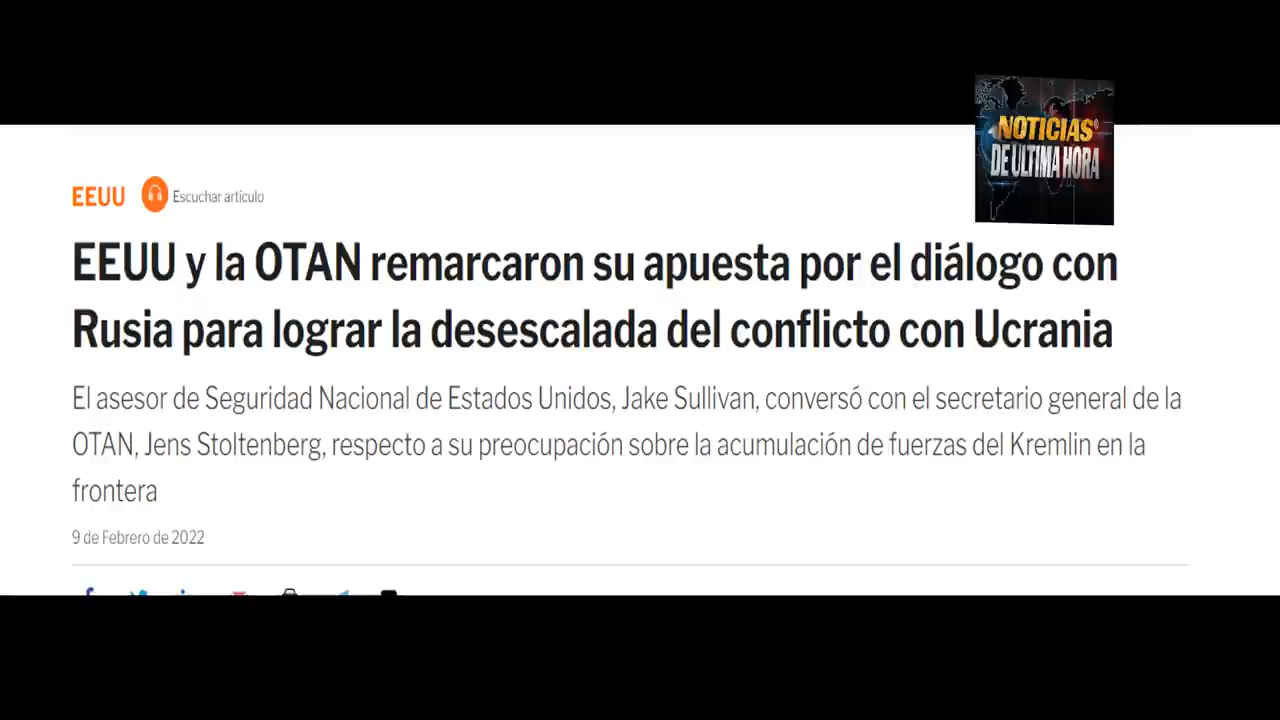 NOTICIAS
DE ULTIMA HORA
EEUU Escuchar artículo
EEUU y la OTAN remarcaron su apuesta por el diálogo con
Rusia para lograr la desescalada del conflicto con Ucrania
El asesor de Seguridad Nacional de Estados Unidos, Jake Sullivan, conversó con el secretario general de la
OTAN, Jens Stoltenberg, respecto a su preocupación sobre la acumulación de fuerzas del Kremlin en la
frontera
9 de Febrero de 2022